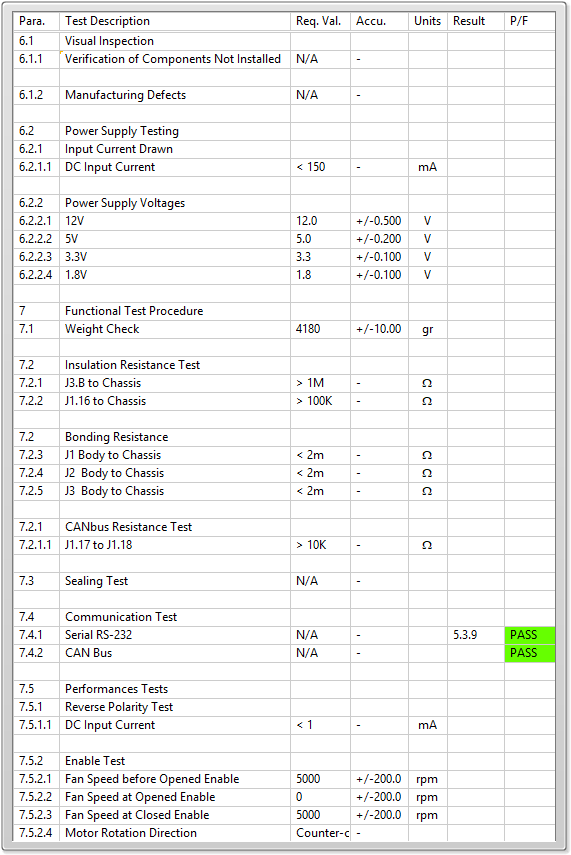 Para. Test Description Req. Val. Accu. Units Result P/F
6.1 Visual Inspection
6.1.1 Verification of Components Not Installed N/A -
6.1.2 Manufacturing Defects N/A -
6.2 Power Supply Testing
6.2.1 Input Current Drawn
6.2.1.1 DC Input Current < 150 - mA
6.2.2 Power Supply Voltages
6.2.2.1 12V 12.0 +/-0.500 V
6.2.2.2 5V 5.0 +/-0.200 V
6.2.2.3 3.3V 3.3 +/-0.100 V
6.2.2.4 1.8V 1.8 +/-0.100 V
7 Functional Test Procedure
7.1 Weight Check 4180 +/-10.00 gr
7.2 Insulation Resistance Test
7.2.1 J3.B to Chassis > 1M - Ω
7.2.2 J1.16 to Chassis > 100K - Ω
7.2 Bonding Resistance
7.2.3 J1 Body to Chassis < 2m - Ω
7.2.4 J2 Body to Chassis < 2m - Ω
7.2.5 J3 Body to Chassis < 2m - Ω
7.2.1 CANbus Resistance Test
7.2.1.1 J1.17 to J1.18 > 10K - Ω
7.3 Sealing Test N/A -
7.4 Communication Test
7.4.1 Serial RS-232 N/A - 5.3.9 PASS
7.4.2 CAN Bus N/A - PASS
7.5 Performances Tests
7.5.1 Reverse Polarity Test
7.5.1.1 DC Input Current < 1 - mA
7.5.2 Enable Test
7.5.2.1 Fan Speed before Opened Enable 5000 +/-200.0 rpm
7.5.2.2 Fan Speed at Opened Enable 0 +/-200.0 rpm
7.5.2.3 Fan Speed at Closed Enable 5000 +/-200.0 rpm
7.5.2.4 Motor Rotation Direction Counter-c -